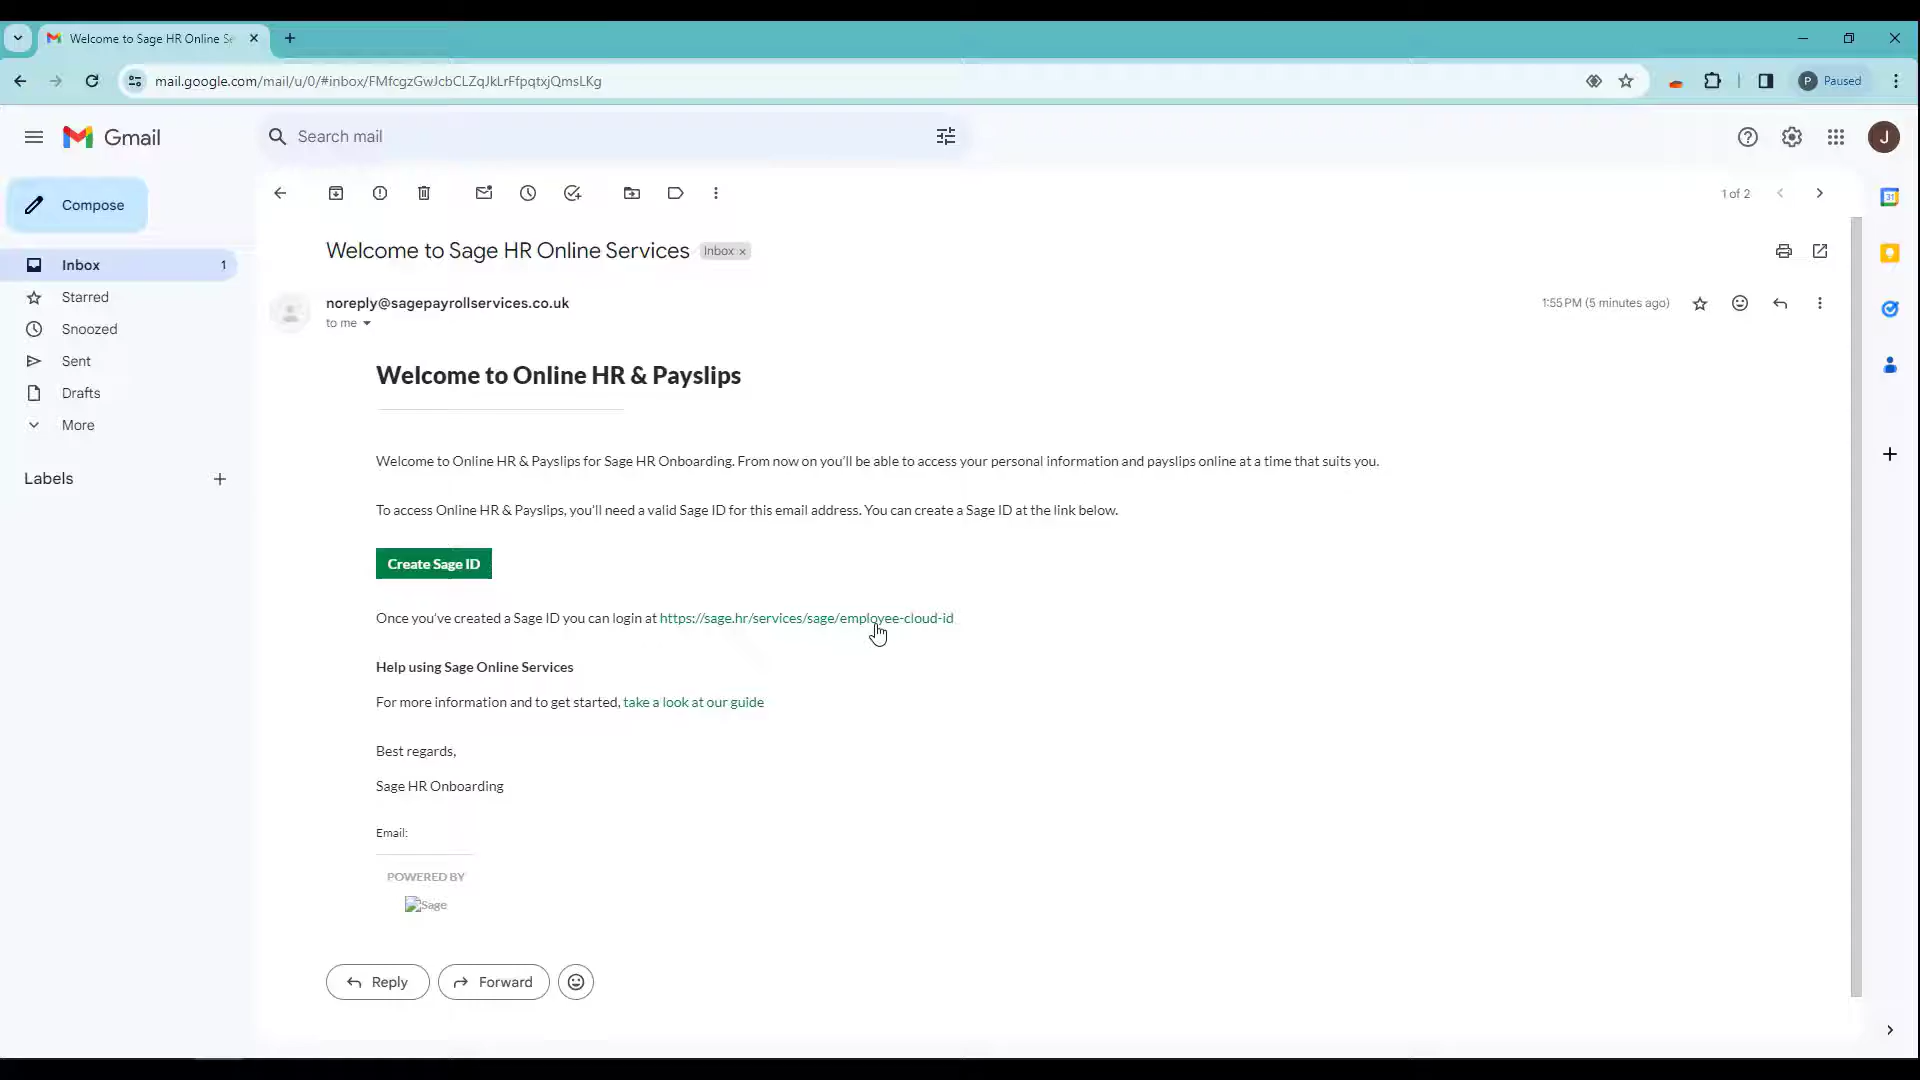 Welcome to Sage HR Online Se
mail.google.com/mail/u/0/#inbox/FMfcgzGwJcbCLZqJkLrFfpqtxjQmsLKg
P Paused
Gmail
Search mail
J
Compose
1 of 2
31
Welcome to Sage HR Online Services Inbox x
Inbox 1
Starred
noreply@sagepayrollservices.co.uk
1:55 PM (5 minutes ago)
to me
Snoozed
Sent
Drafts
More
Labels
Welcome to Online HR & Payslips
Welcome to Online HR & Payslips for Sage HR Onboarding. From now on you'll be able to access your personal information and payslips online at a time that suits you.
To access Online HR & Payslips, you'll need a valid Sage ID for this email address. You can create a Sage ID at the link below.
Create Sage ID
Once you've created a Sage ID you can login at https://sage.hr/services/sage/employee-cloud-id
Help using Sage Online Services
For more information and to get started, take a look at our guide
Best regards,
Sage HR Onboarding
Email:
POWERED BY
Sage
Reply
Forward